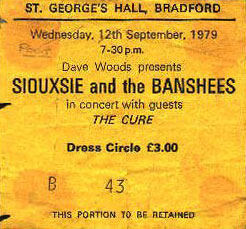 ST. GEORGE'S HALL, BRADFORD
Wednesday, 12th September, 1979
7-30 p.m.
Dave Woods presents
SIOUXSIE and the BANSHEES
in concert with guests
THE CURE
Dress Circle £3.00
B 43
THIS PORTION TO BE RETAINED